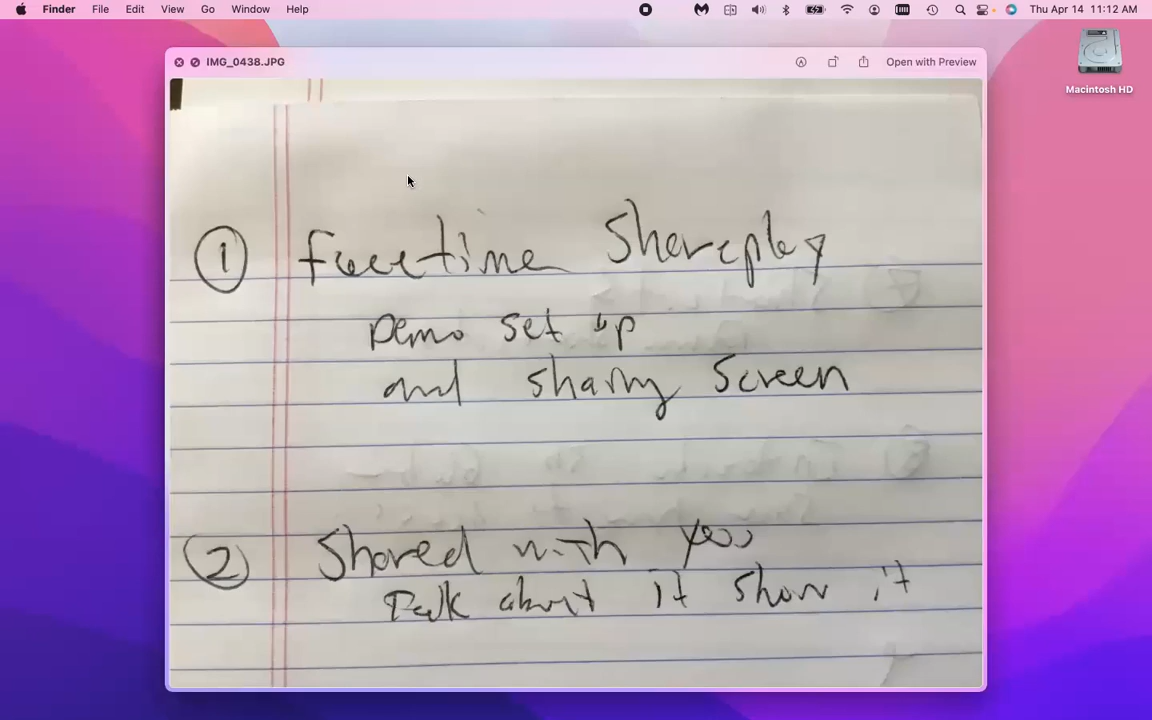 Finder File Edit View Go Window Help Thu Apr 14 11:12 AM
IMG_0438.JPG Open with Preview
Macintosh HD
1 facetime Shareplay
Demo set up
and sharing Screen
2 Shared with you
Talk about it show it